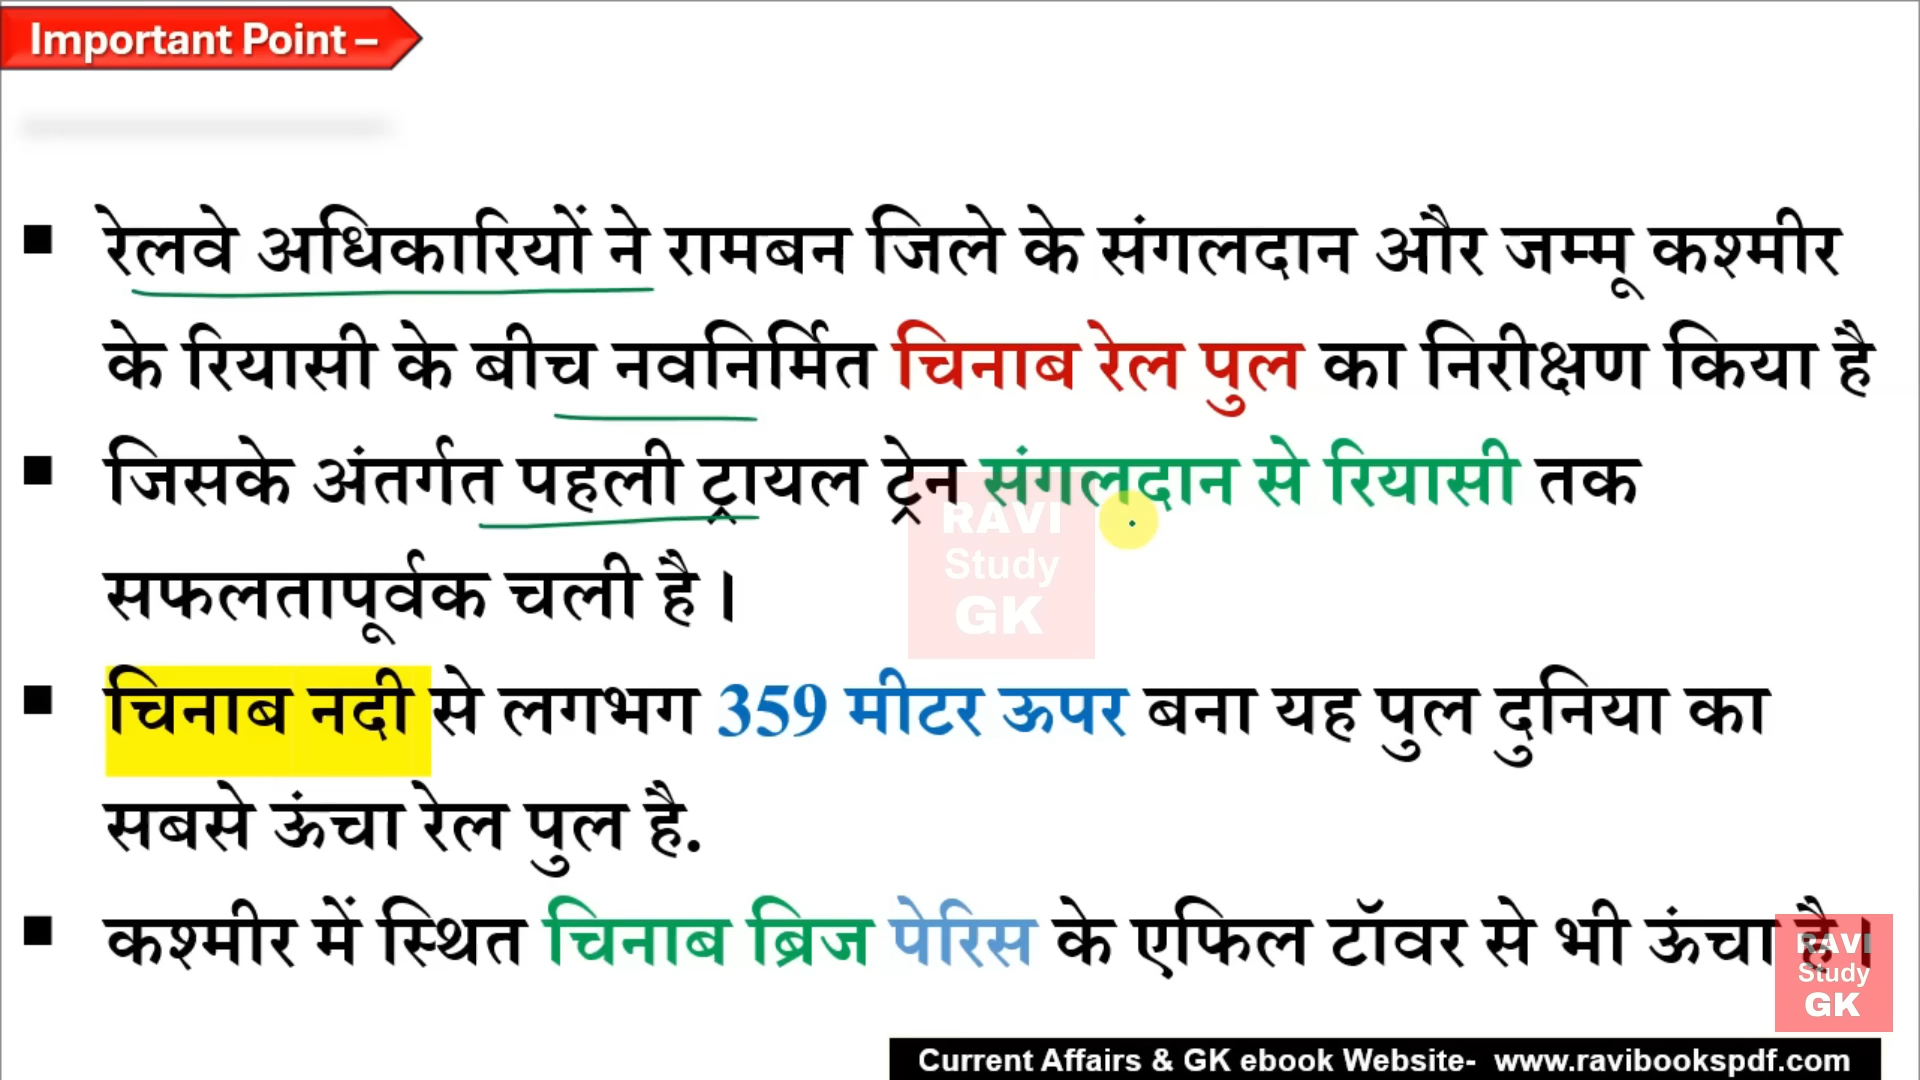 Important Point –
रेलवे अधिकारियों ने रामबन जिले के संगलदान और जम्मू कश्मीर
के रियासी के बीच नवनिर्मित चिनाब रेल पुल का निरीक्षण किया है
जिसके अंतर्गत पहली ट्रायल ट्रेन संगलदान से रियासी तक
सफलतापूर्वक चली है।
RAVI
Study
GK
चिनाब नदी से लगभग 359 मीटर ऊपर बना यह पुल दुनिया का
सबसे ऊंचा रेल पुल है.
कश्मीर में स्थित चिनाब ब्रिज पेरिस के एफिल टॉवर से भी ऊंचा है।
RAVI
Study
GK
Current Affairs & GK ebook Website- www.ravibookspdf.com